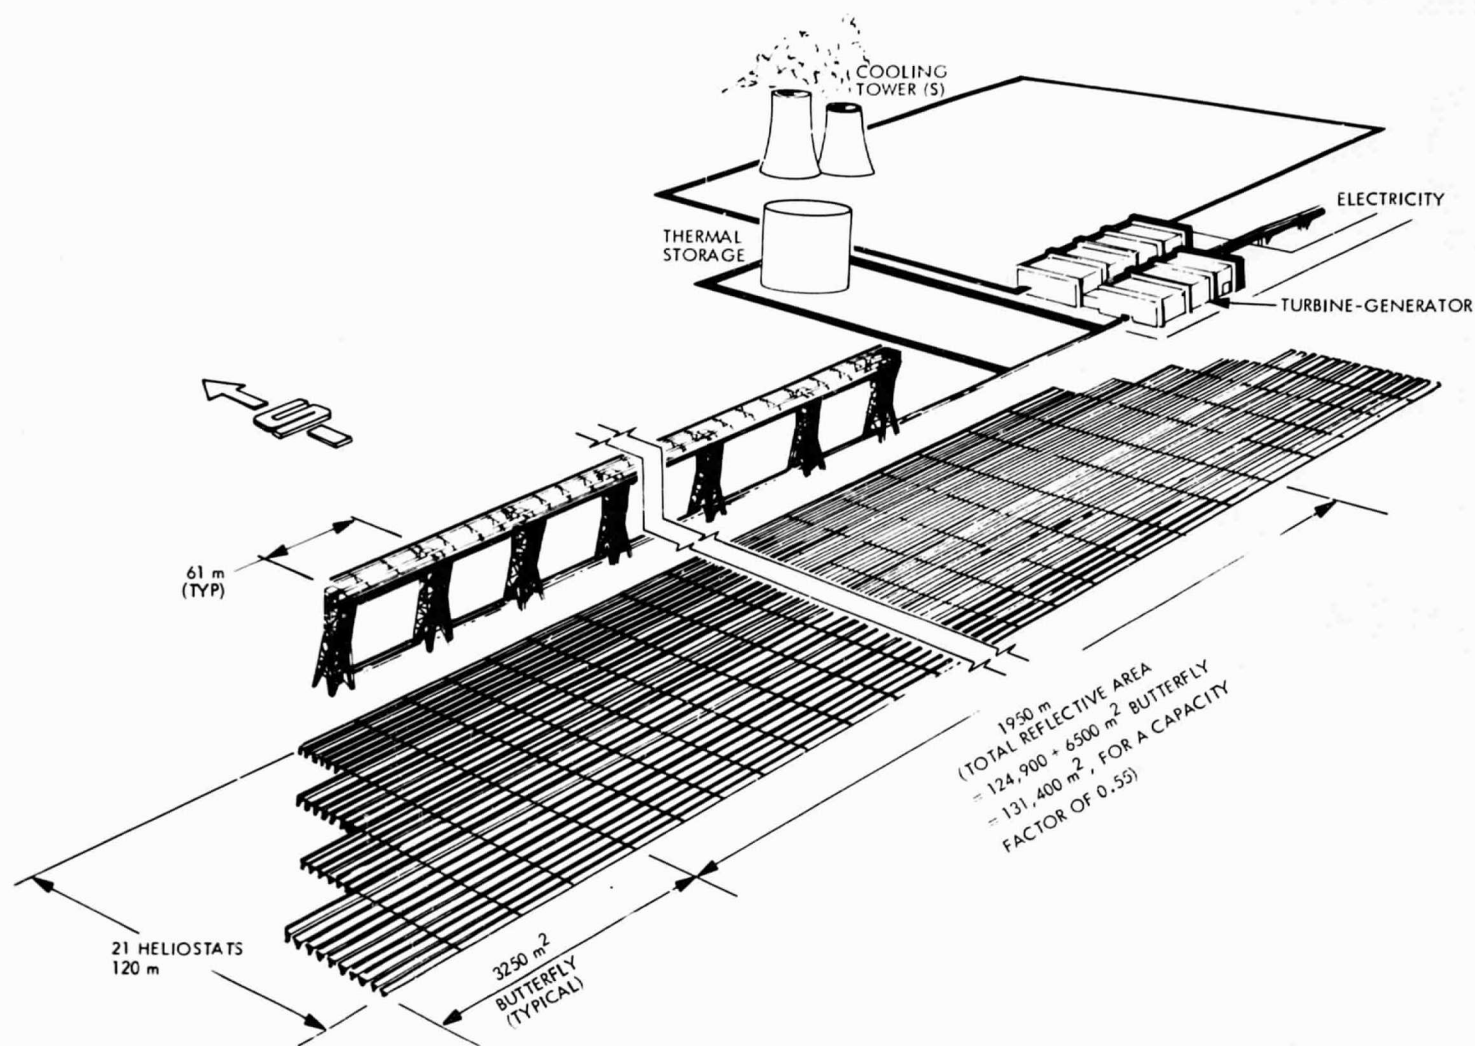 COOLING
TOWER (S)
ELECTRICITY
THERMAL
STORAGE
TURBINE-GENERATOR
S
61 m
(TYP)
1950 m
(TOTAL REFLECTIVE AREA
= 124,900 + 6500 m² BUTTERFLY
= 131,400 m², FOR A CAPACITY
FACTOR OF 0.55)
21 HELIOSTATS
120 m
3250 m²
BUTTERFLY
(TYPICAL)